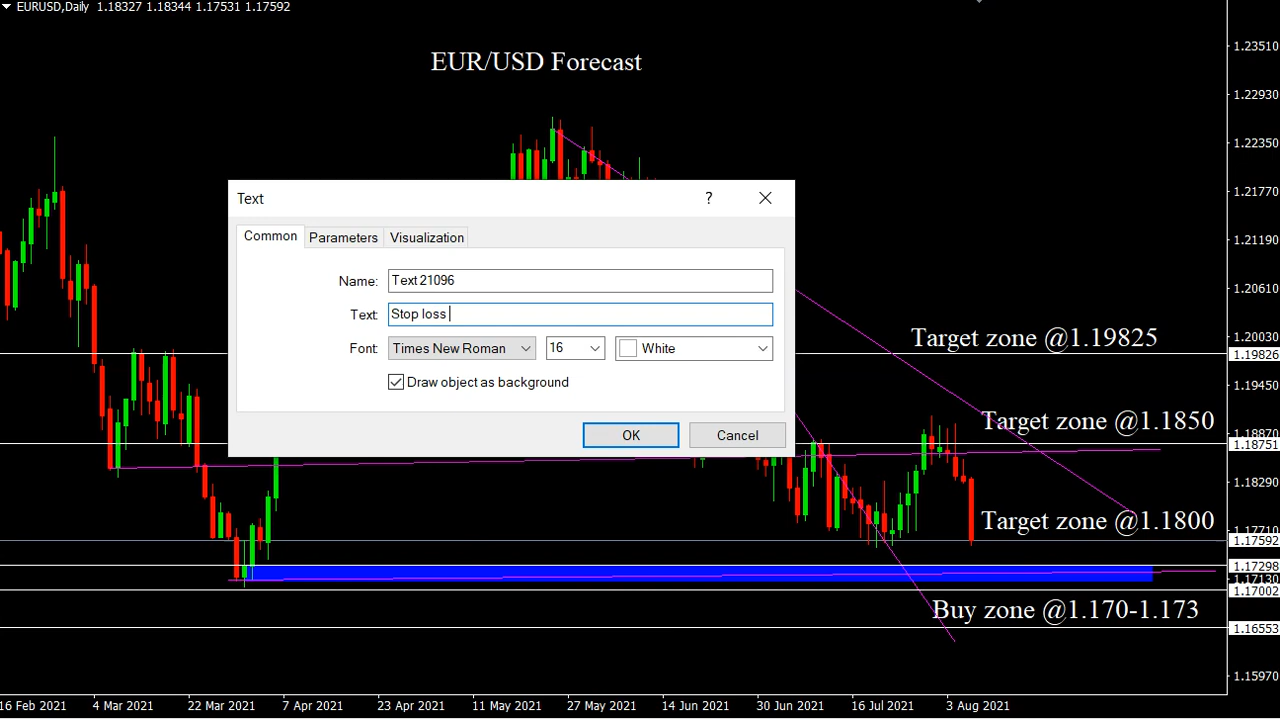 EURUSD,Daily 1.18327 1.18344 1.17531 1.17592
EUR/USD Forecast
Text
?
Common Parameters Visualization
Name: Text 21096
Text: Stop loss
Font: Times New Roman 16 White
Draw object as background
OK Cancel
Target zone @1.19825
Target zone @1.1850
Target zone @1.1800
Buy zone @1.170-1.173
1.23510
1.22930
1.22350
1.21770
1.21190
1.20610
1.20030
1.19826
1.19450
1.18870
1.18751
1.18290
1.17710
1.17592
1.17298
1.17130
1.17002
1.16553
1.15970
16 Feb 2021 4 Mar 2021 22 Mar 2021 7 Apr 2021 23 Apr 2021 11 May 2021 27 May 2021 14 Jun 2021 30 Jun 2021 16 Jul 2021 3 Aug 2021